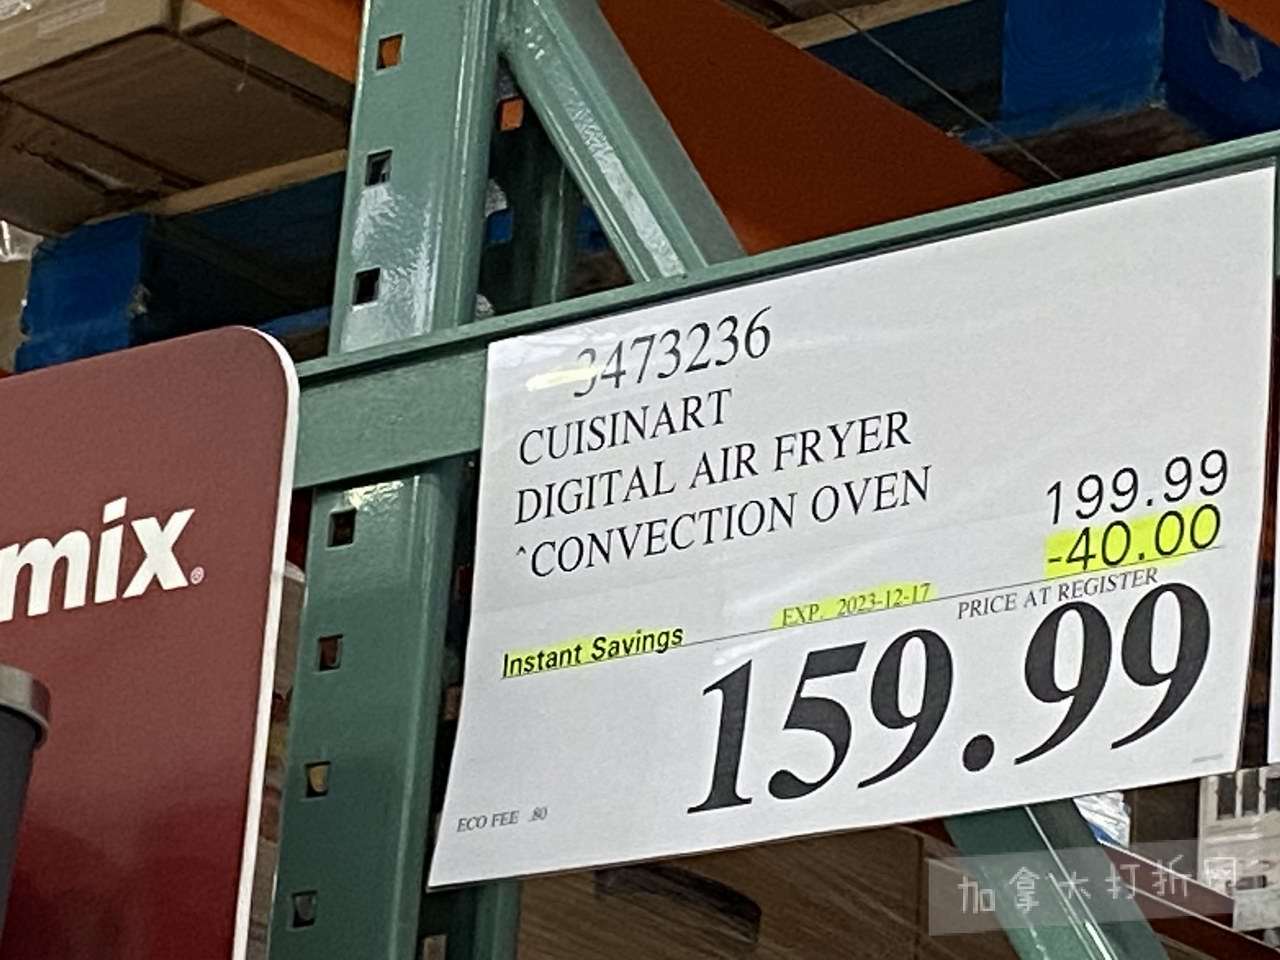 mix®
3473236
CUISINART
DIGITAL AIR FRYER
^CONVECTION OVEN
199.99
-40.00
EXP. 2023-12-17
PRICE AT REGISTER
Instant Savings
159.99
ECO FEE .80
加拿大打折网